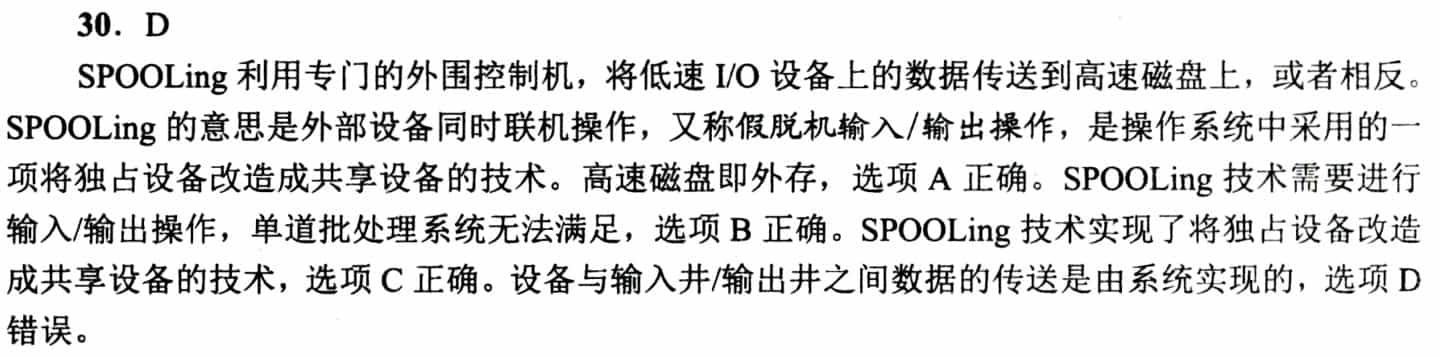 30. D
SPOOLing 利用专门的外围控制机，将低速 I/O 设备上的数据传送到高速磁盘上，或者相反。
SPOOLing 的意思是外部设备同时联机操作，又称假脱机输入/输出操作，是操作系统中采用的一
项将独占设备改造成共享设备的技术。高速磁盘即外存，选项 A 正确。SPOOLing 技术需要进行
输入/输出操作，单道批处理系统无法满足，选项 B 正确。SPOOLing 技术实现了将独占设备改造
成共享设备的技术，选项 C 正确。设备与输入井/输出井之间数据的传送是由系统实现的，选项 D
错误。